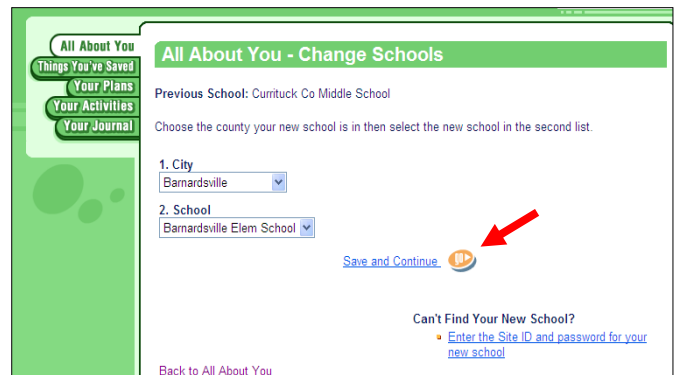 All About You
Things You've Saved
Your Plans
Your Activities
Your Journal
All About You - Change Schools
Previous School: Currituck Co Middle School
Choose the county your new school is in then select the new school in the second list.
1. City
Barnardsville
2. School
Barnardsville Elem School
Save and Continue
Can't Find Your New School?
Enter the Site ID and password for your
new school
Back to All About You